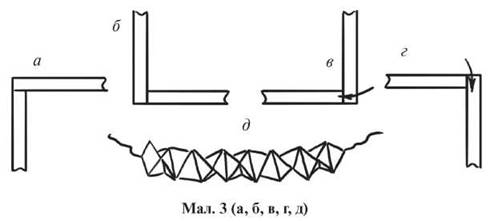 а
б
в
г
д
Мал. 3 (а, б, в, г, д)